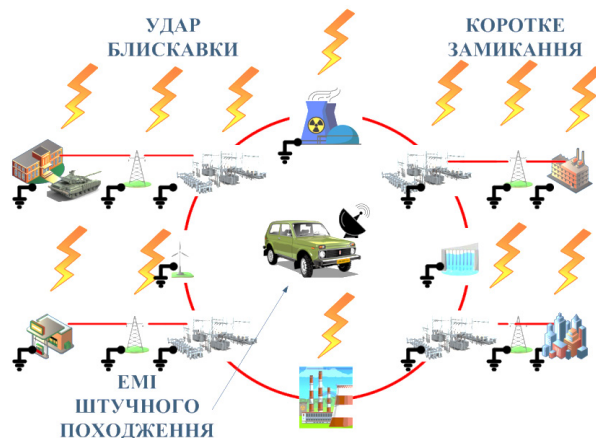 УДАР
БЛИСКАВКИ
КОРОТКЕ
ЗАМИКАННЯ
ЕМІ
ШТУЧНОГО
ПОХОДЖЕННЯ